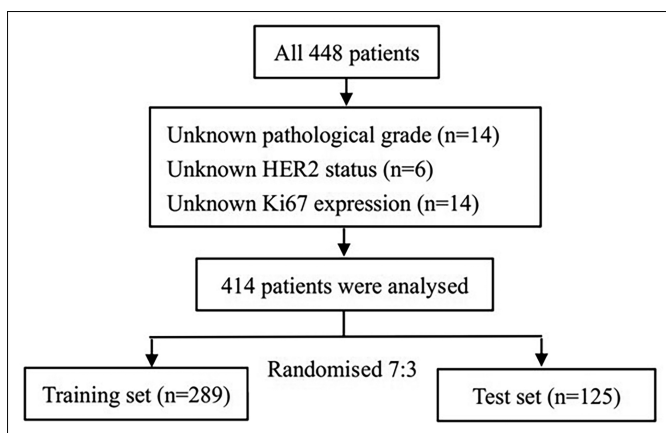 All 448 patients
Unknown pathological grade (n=14)
Unknown HER2 status (n=6)
Unknown Ki67 expression (n=14)
414 patients were analysed
Randomised 7:3
Training set (n=289)
Test set (n=125)